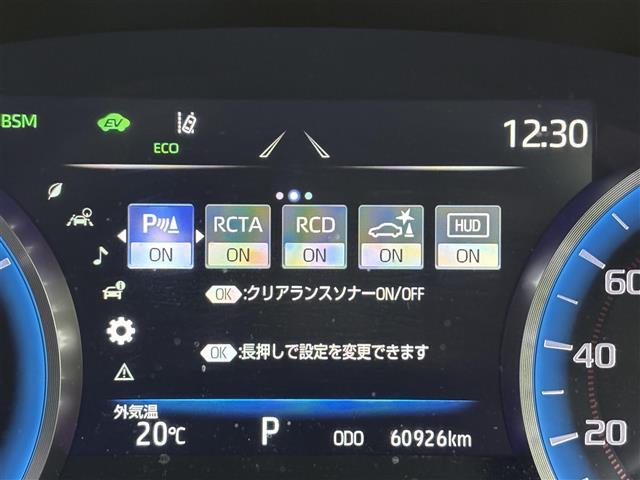 BSM EV 12:30
ECO
P RCTA RCD HUD
ON ON ON ON ON
60
OK :クリアランスソナーON/OFF
40
OK :長押しで設定を変更できます
外気温
20℃ P ODO 60926km 20